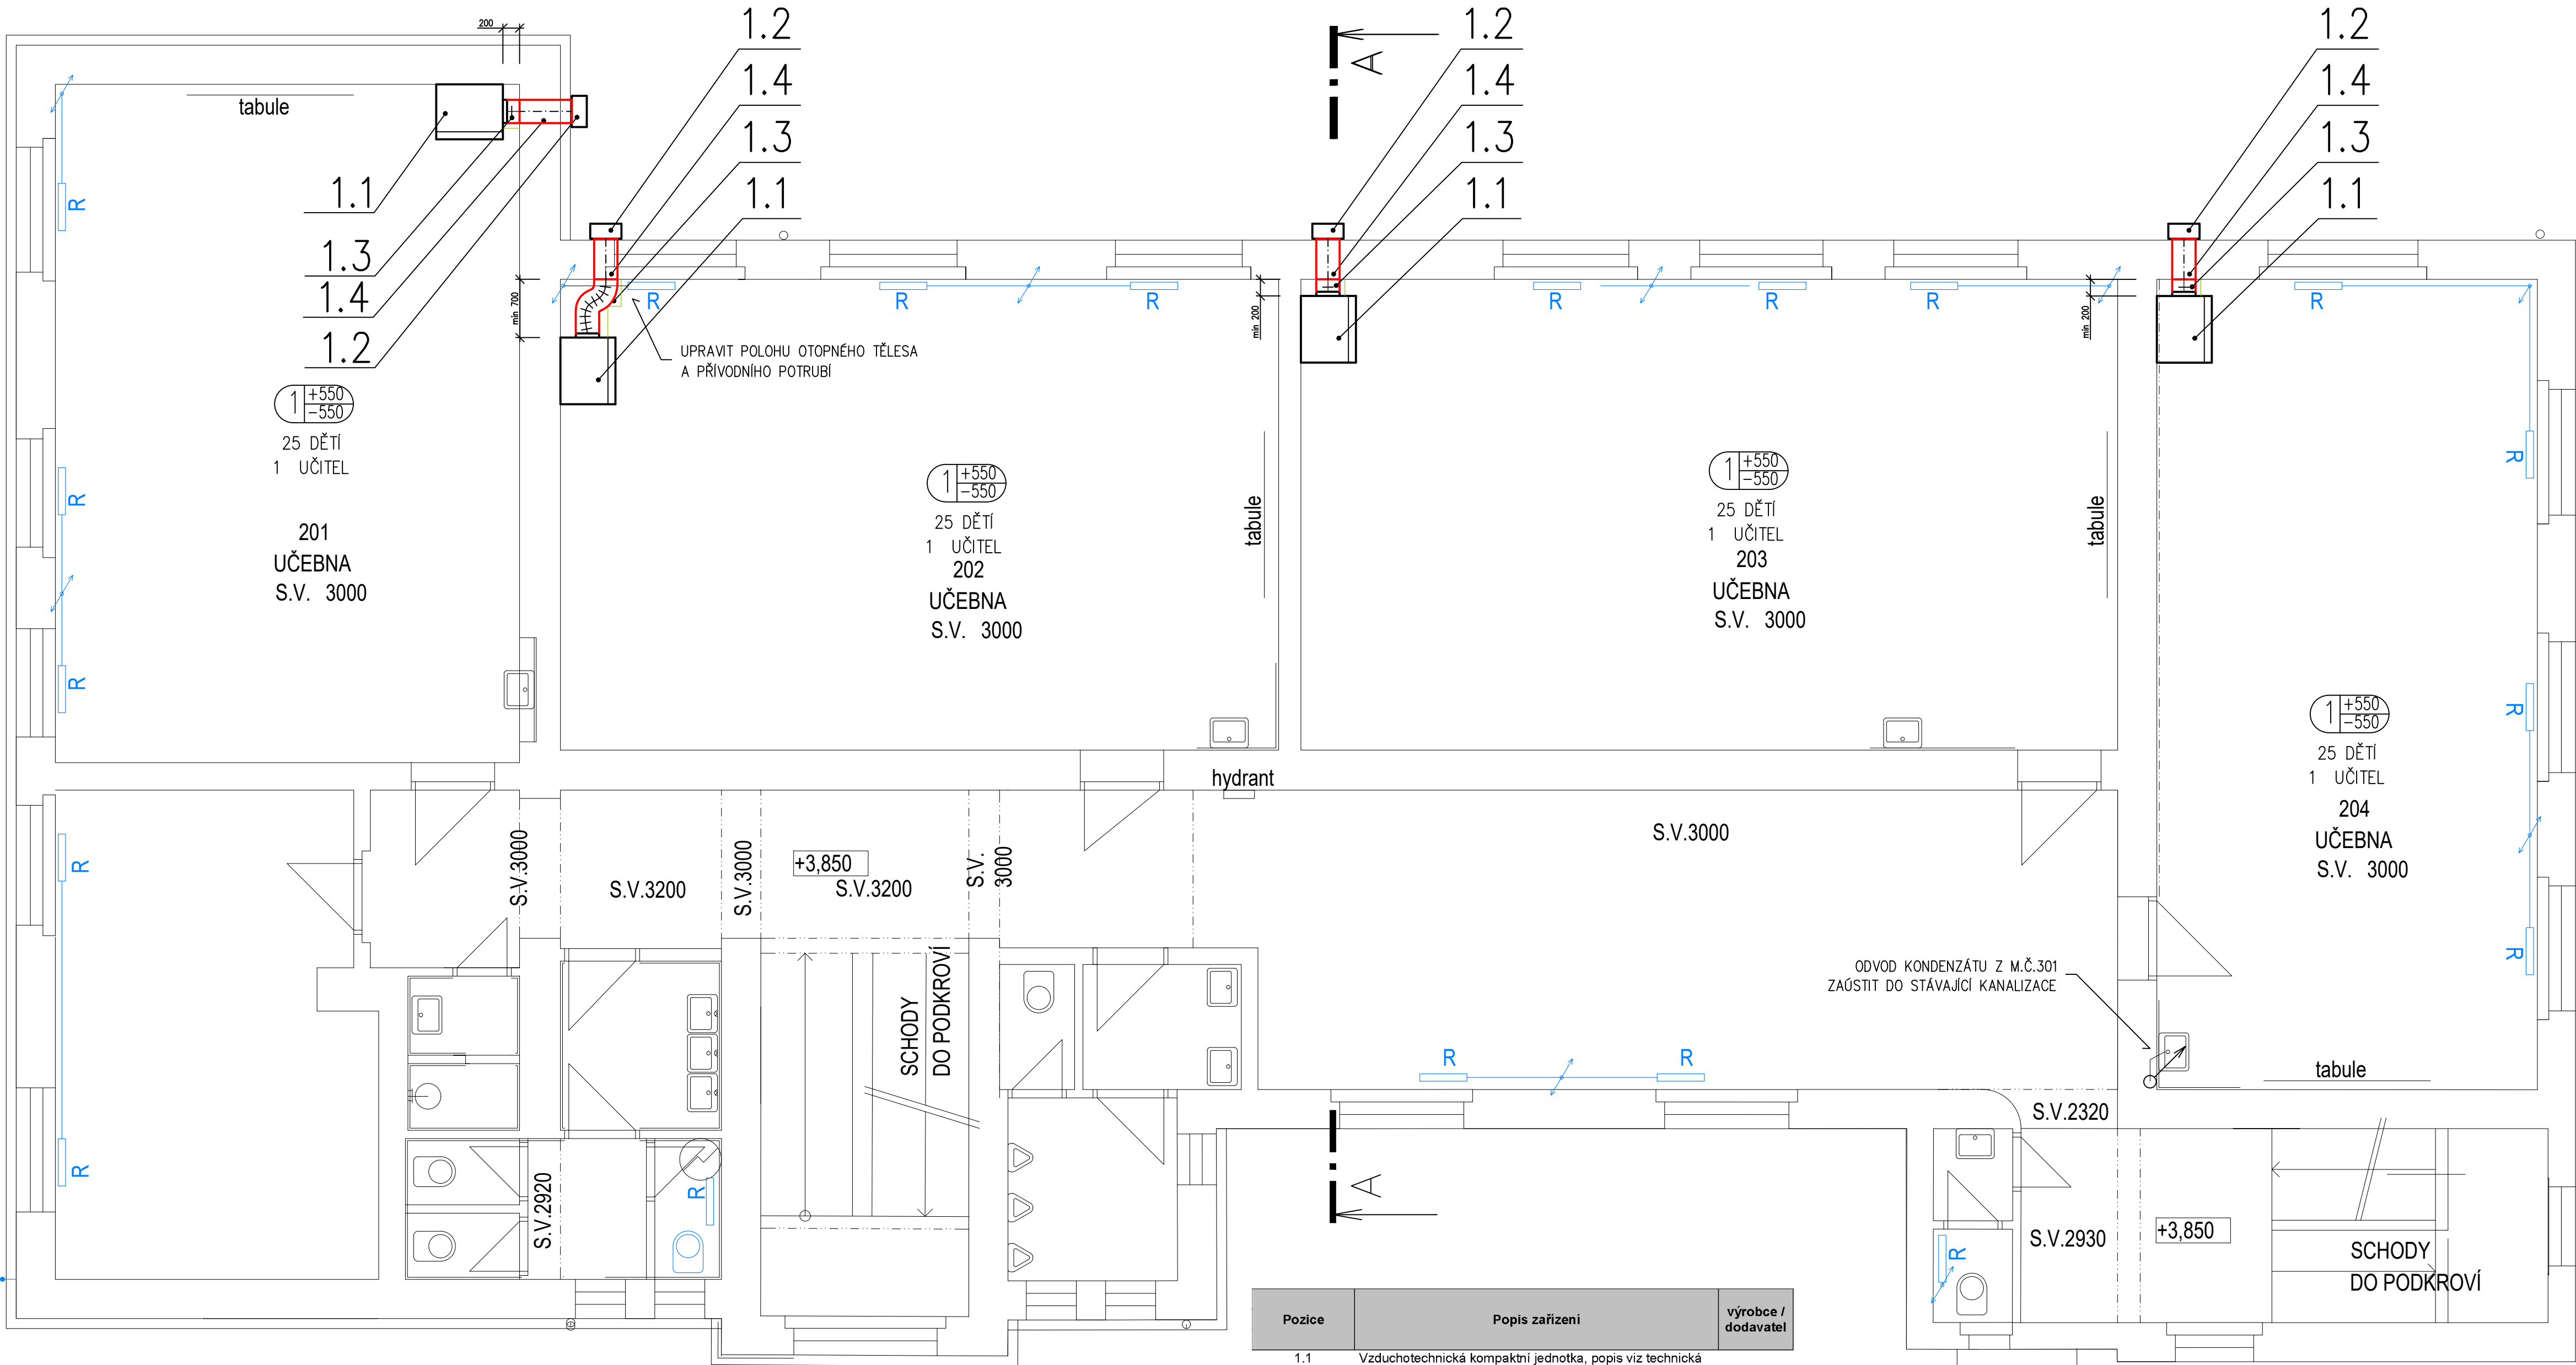 200
1.2
1.4
1.3
1.1
A
1.2
1.4
1.3
1.1
1.2
1.4
1.3
1.1
tabule
1.1
1.3
1.4
1.2
R
min 700
R
R
R
min 200
R
R
R
min 200
R
UPRAVIT POLOHU OTOPNÉHO TĚLESA
A PŘÍVODNÍHO POTRUBÍ
1 +550
-550
25 DĚTÍ
1 UČITEL
201
UČEBNA
S.V. 3000
R
R
1 +550
-550
25 DĚTÍ
1 UČITEL
202
UČEBNA
S.V. 3000
tabule
1 +550
-550
25 DĚTÍ
1 UČITEL
203
UČEBNA
S.V. 3000
tabule
R
R
R
1 +550
-550
25 DĚTÍ
1 UČITEL
204
UČEBNA
S.V. 3000
tabule
hydrant
R
S.V.3000
S.V.3200
S.V.3000
+3,850
S.V.3200
S.V.
3000
S.V.3000
SCHODY
DO PODKROVÍ
ODVOD KONDENZÁTU Z M.Č.301
ZAÚSTIT DO STÁVAJÍCÍ KANALIZACE
R
R
R
S.V.2920
R
A
S.V.2320
S.V.2930
+3,850
R
SCHODY
DO PODKROVÍ
Pozice
Popis zařízení
výrobce /
dodavatel
1.1
Vzduchotechnická kompaktní jednotka, popis viz technická